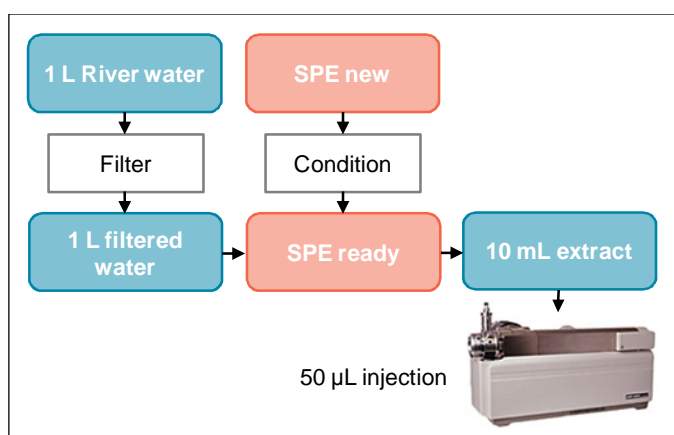 1 L River water
SPE new
Filter
Condition
1 L filtered
water
SPE ready
10 mL extract
50 µL injection